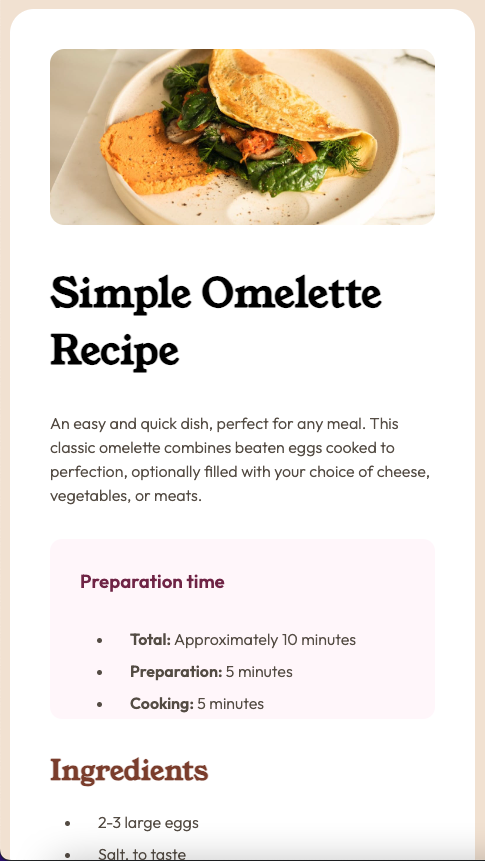 Simple Omelette
Recipe
An easy and quick dish, perfect for any meal. This
classic omelette combines beaten eggs cooked to
perfection, optionally filled with your choice of cheese,
vegetables, or meats.
Preparation time
• Total: Approximately 10 minutes
• Preparation: 5 minutes
• Cooking: 5 minutes
Ingredients
• 2-3 large eggs
• Salt, to taste